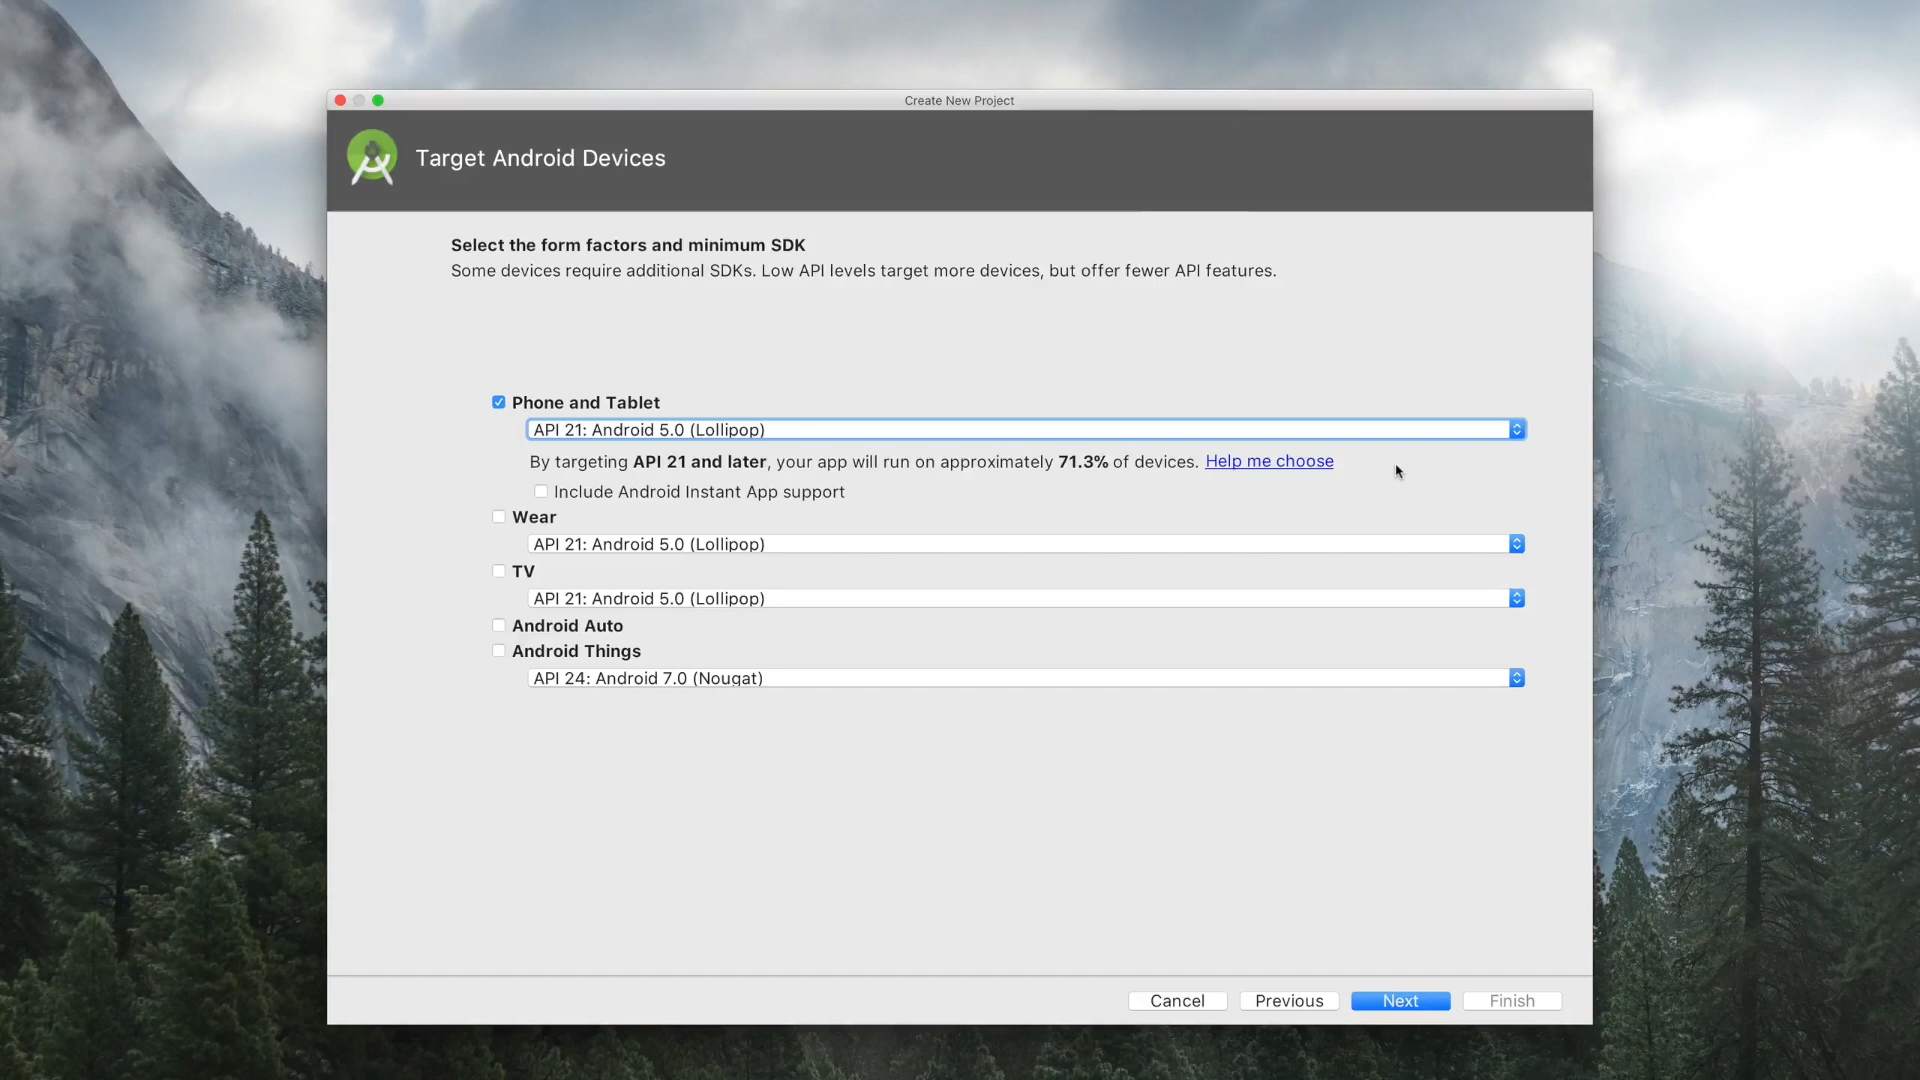 Create New Project
Target Android Devices
Select the form factors and minimum SDK
Some devices require additional SDKs. Low API levels target more devices, but offer fewer API features.
Phone and Tablet
API 21: Android 5.0 (Lollipop)
By targeting API 21 and later, your app will run on approximately 71.3% of devices. Help me choose
Include Android Instant App support
Wear
API 21: Android 5.0 (Lollipop)
TV
API 21: Android 5.0 (Lollipop)
Android Auto
Android Things
API 24: Android 7.0 (Nougat)
Cancel Previous Next Finish